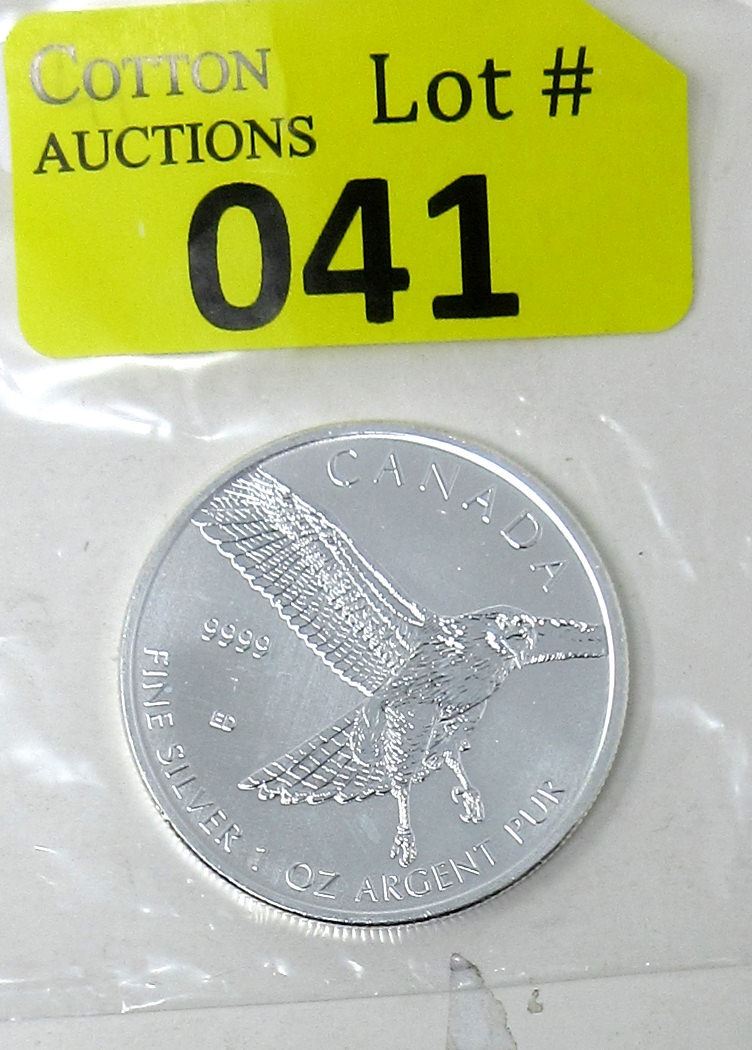 COTTON
AUCTIONS
Lot #
041
CANADA
9999
ED
FINE SILVER 1 OZ ARGENT PUR